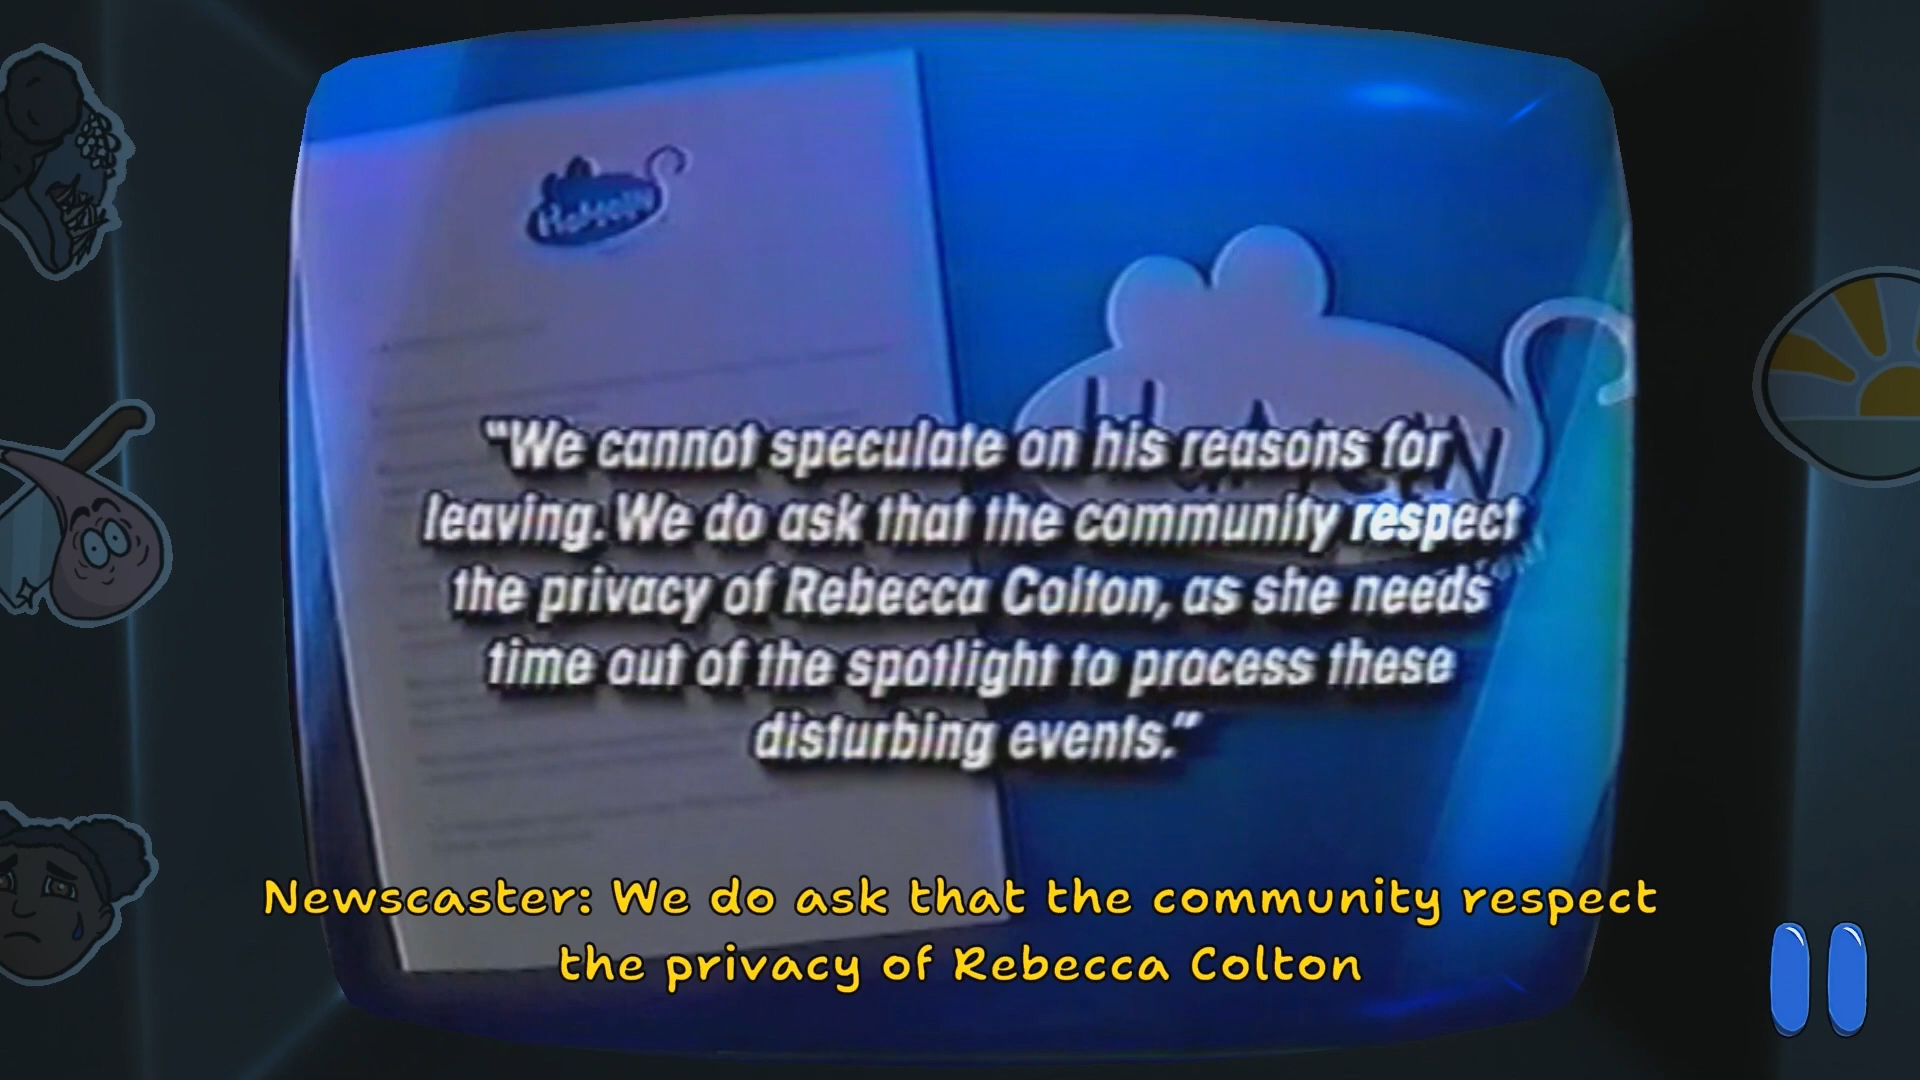 "We cannot speculate on his reasons for
leaving. We do ask that the community respect
the privacy of Rebecca Colton, as she needs
time out of the spotlight to process these
disturbing events."
Newscaster: We do ask that the community respect
the privacy of Rebecca Colton